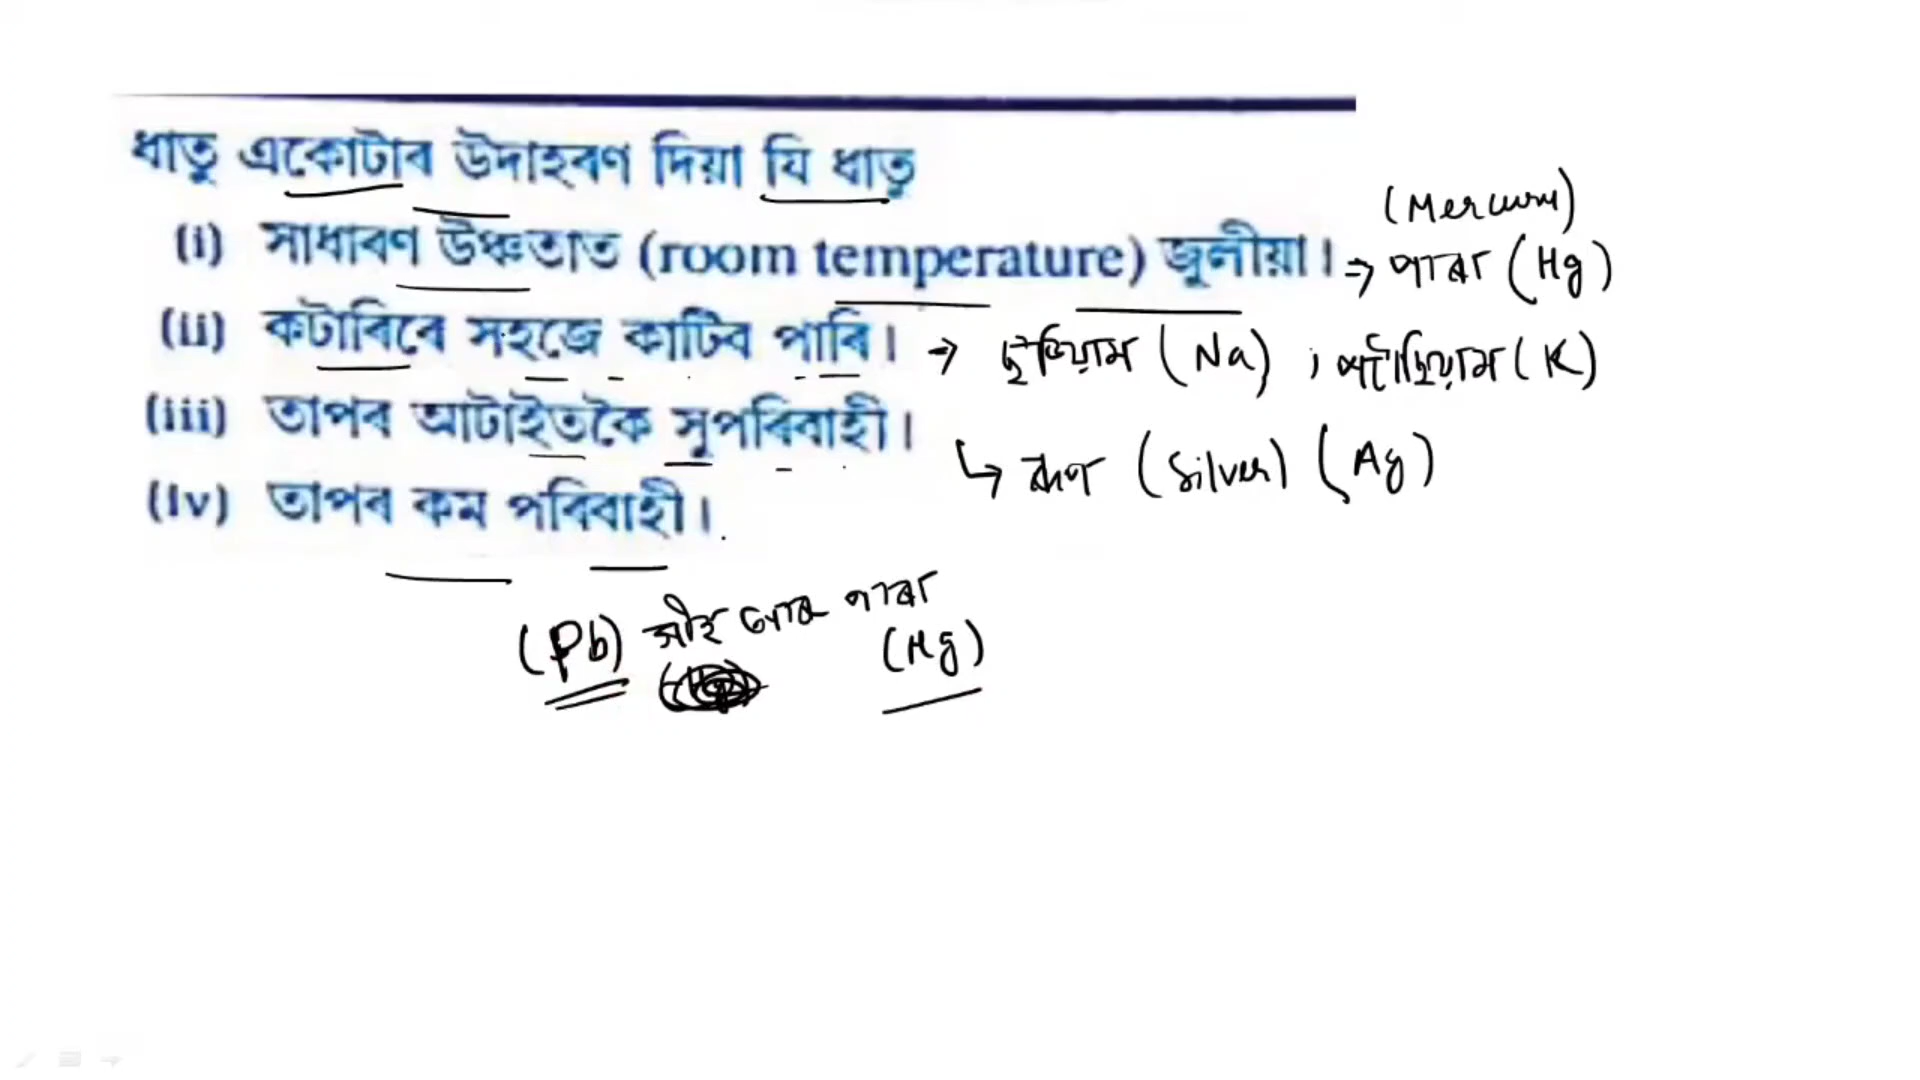 ধাতু একোটাৰ উদাহৰণ দিয়া যি ধাতু
(Mercury)
(i) সাধাৰণ উষ্ণতাত (room temperature) জুলীয়া। → পাৰা (Hg)
(ii) কটাৰিৰে সহজে কাটিব পাৰি। → ছ'ডিয়াম (Na) ; পটাছিয়াম (K)
(iii) তাপৰ আটাইতকৈ সুপৰিবাহী।
↳ ৰূপ (Silver) (Ag)
(iv) তাপৰ কম পৰিবাহী।
(Pb) সীহ আৰু পাৰা
(Hg)